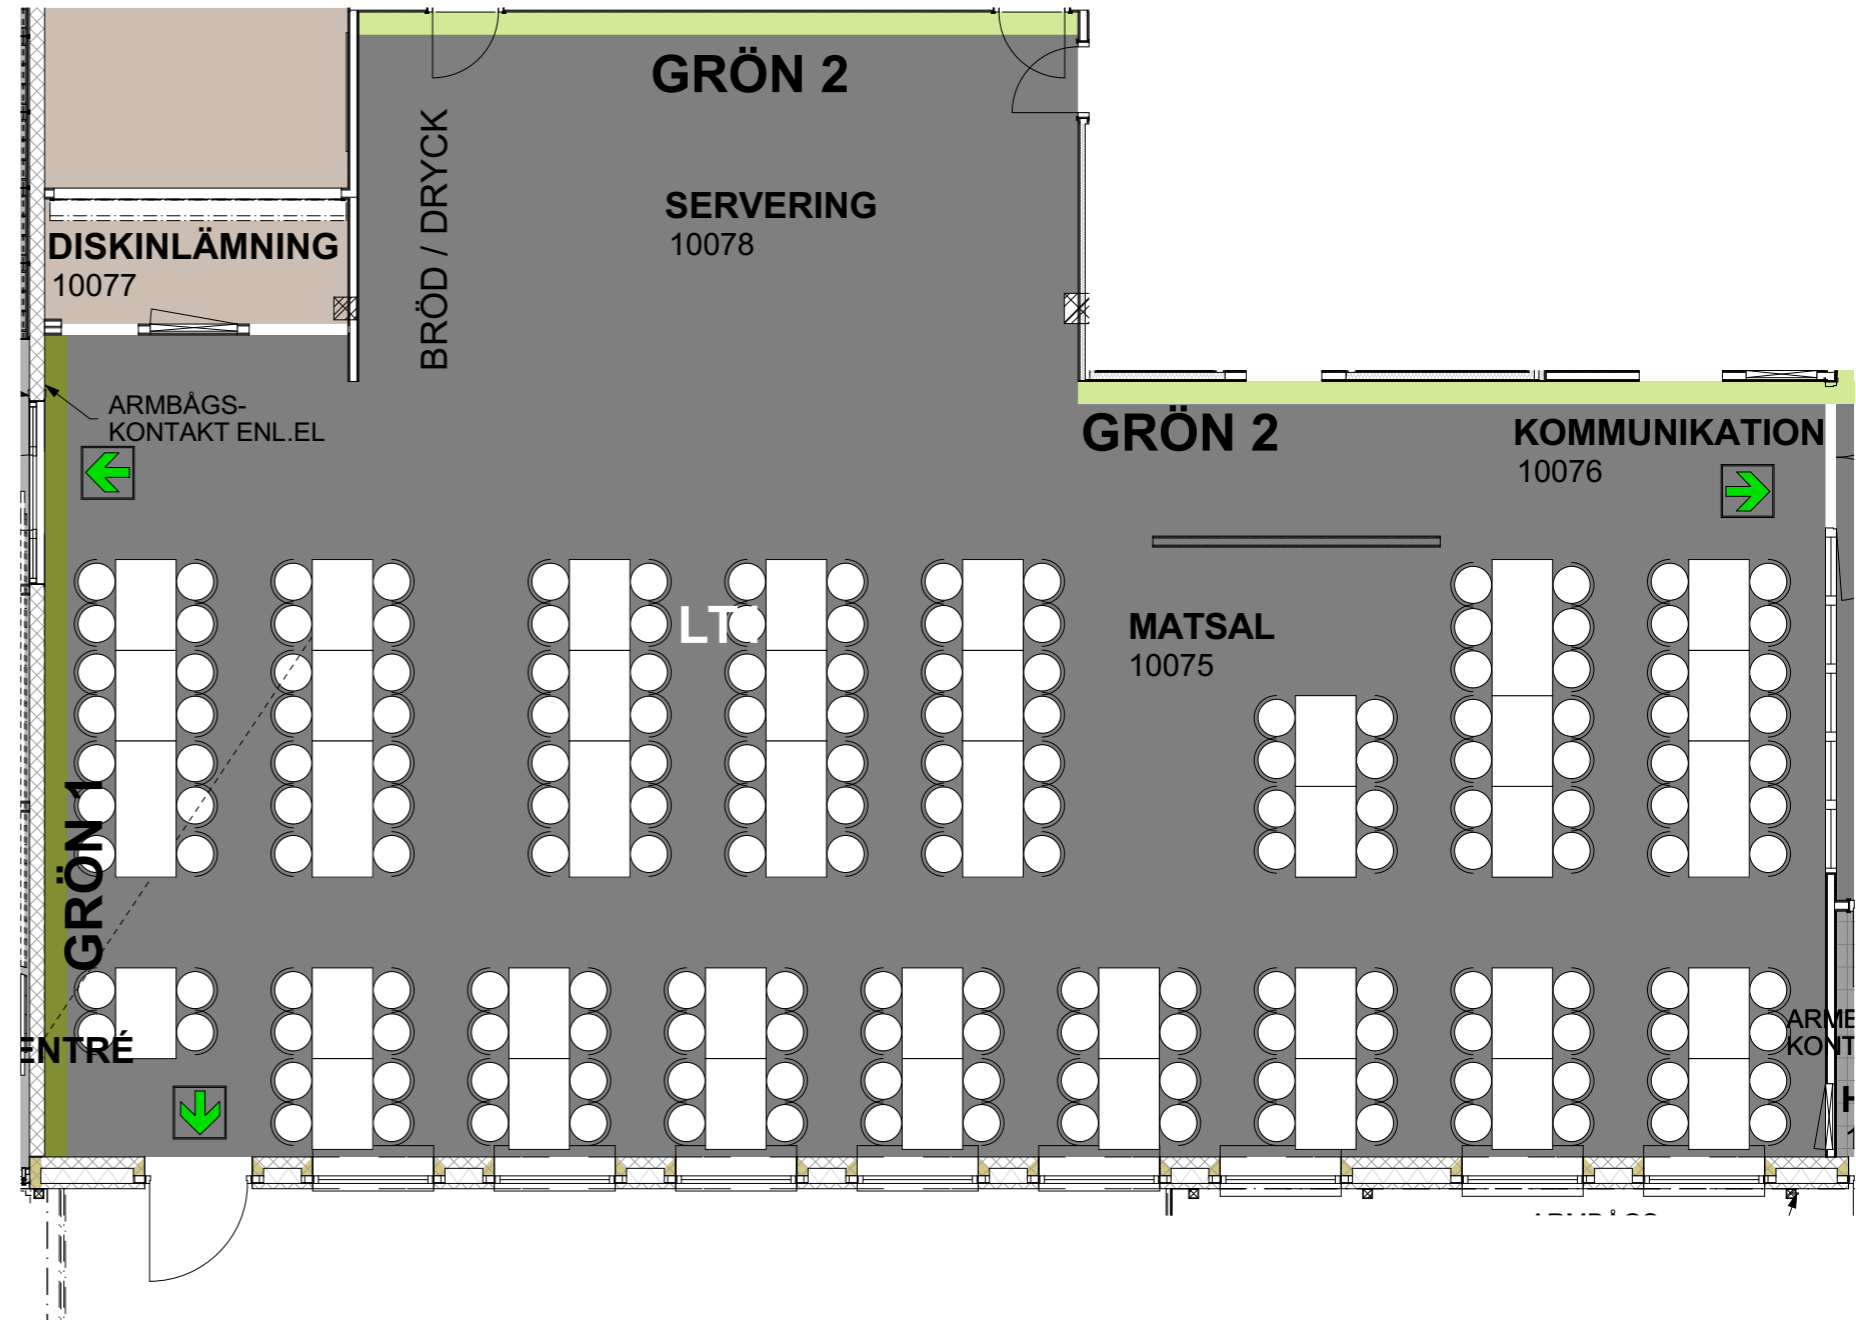 GRÖN 2
BRÖD / DRYCK
SERVERING
10078
DISKINLÄMNING
10077
ARMBÅGS-
KONTAKT ENL.EL
GRÖN 2
KOMMUNIKATION
10076
MATSAL
10075
GRÖN 1
ENTRÉ